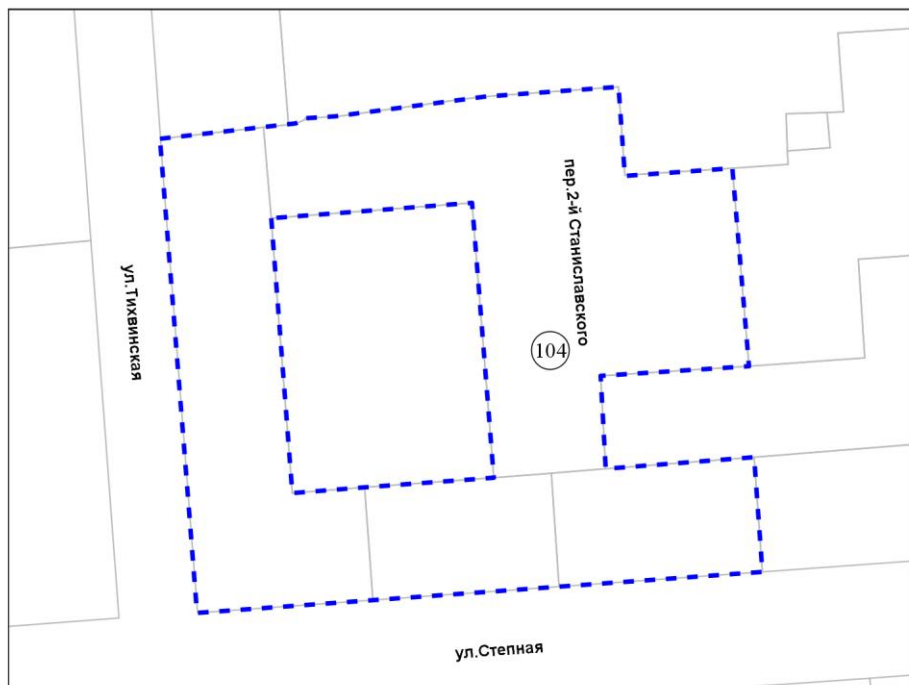 пер.2-й Станиславского
ул.Тихвинская
104
ул.Степная